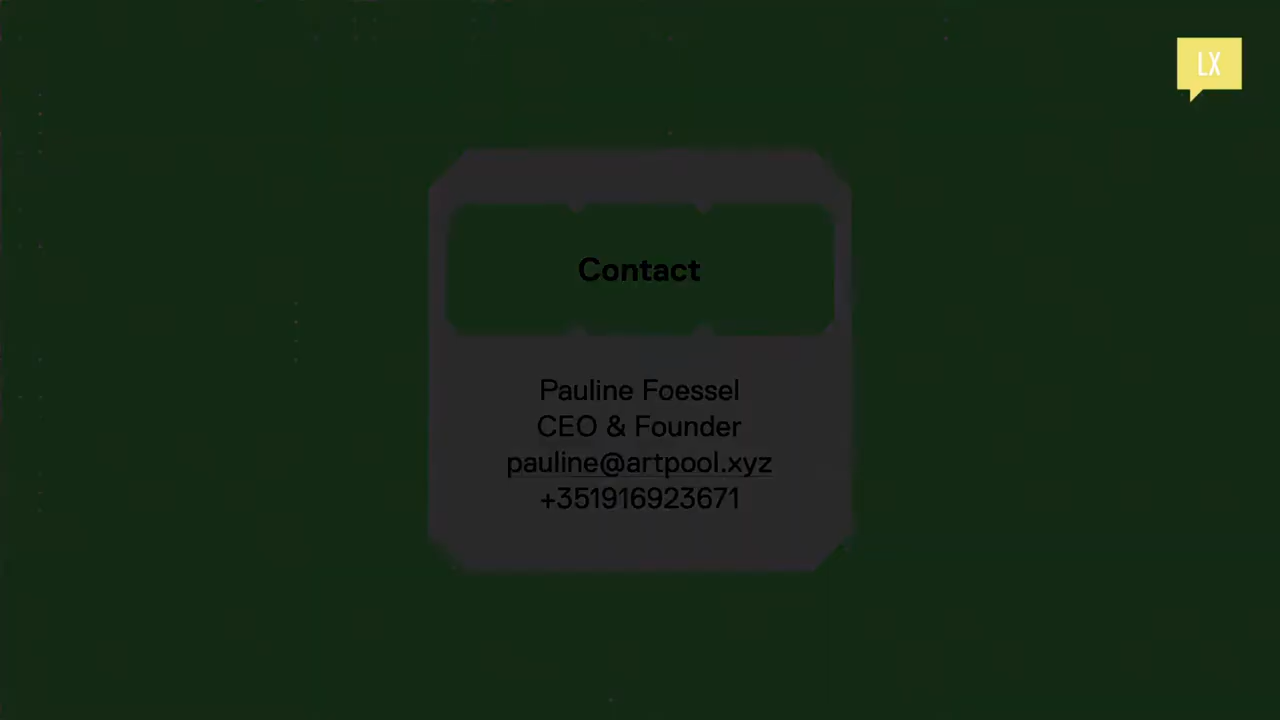 LX
Contact
Pauline Foessel
CEO & Founder
pauline@artpool.xyz
+351916923671